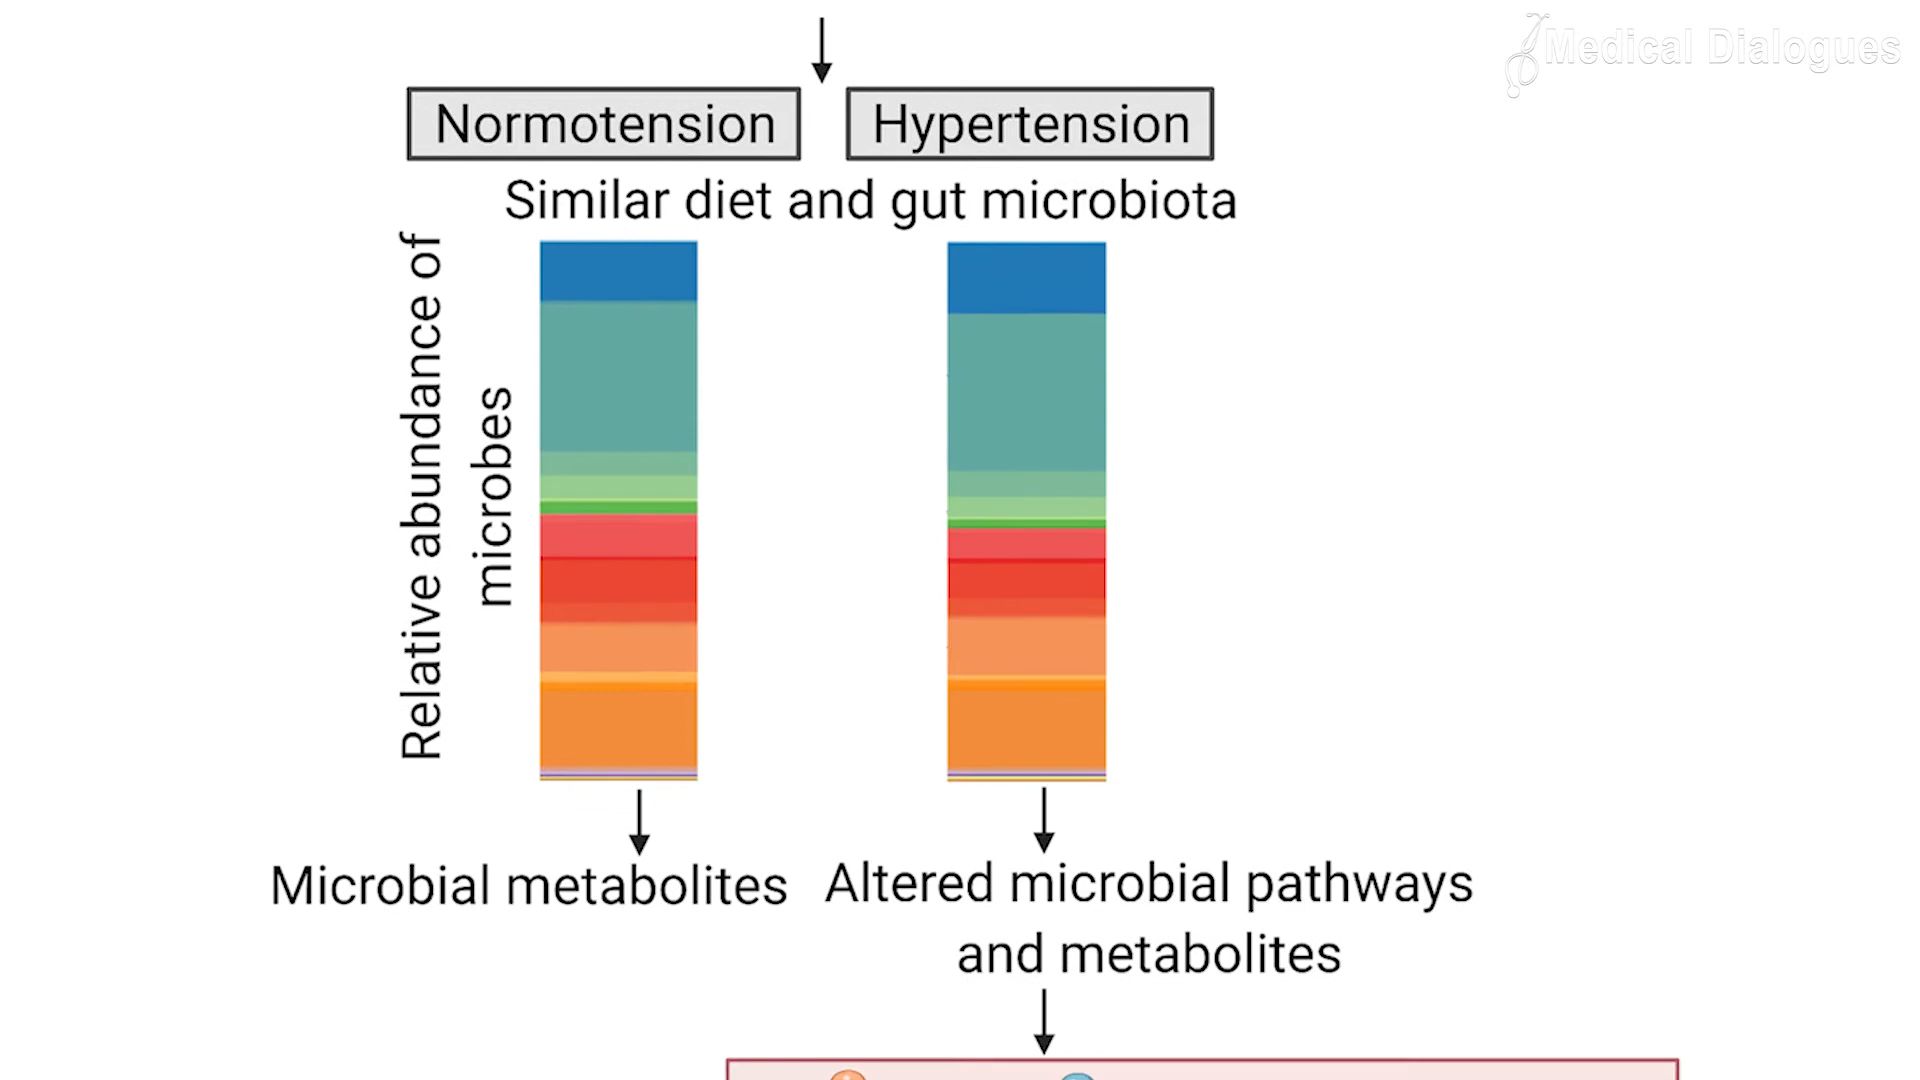 Medical Dialogues
Normotension
Hypertension
Similar diet and gut microbiota
Relative abundance of
microbes
Microbial metabolites
Altered microbial pathways
and metabolites